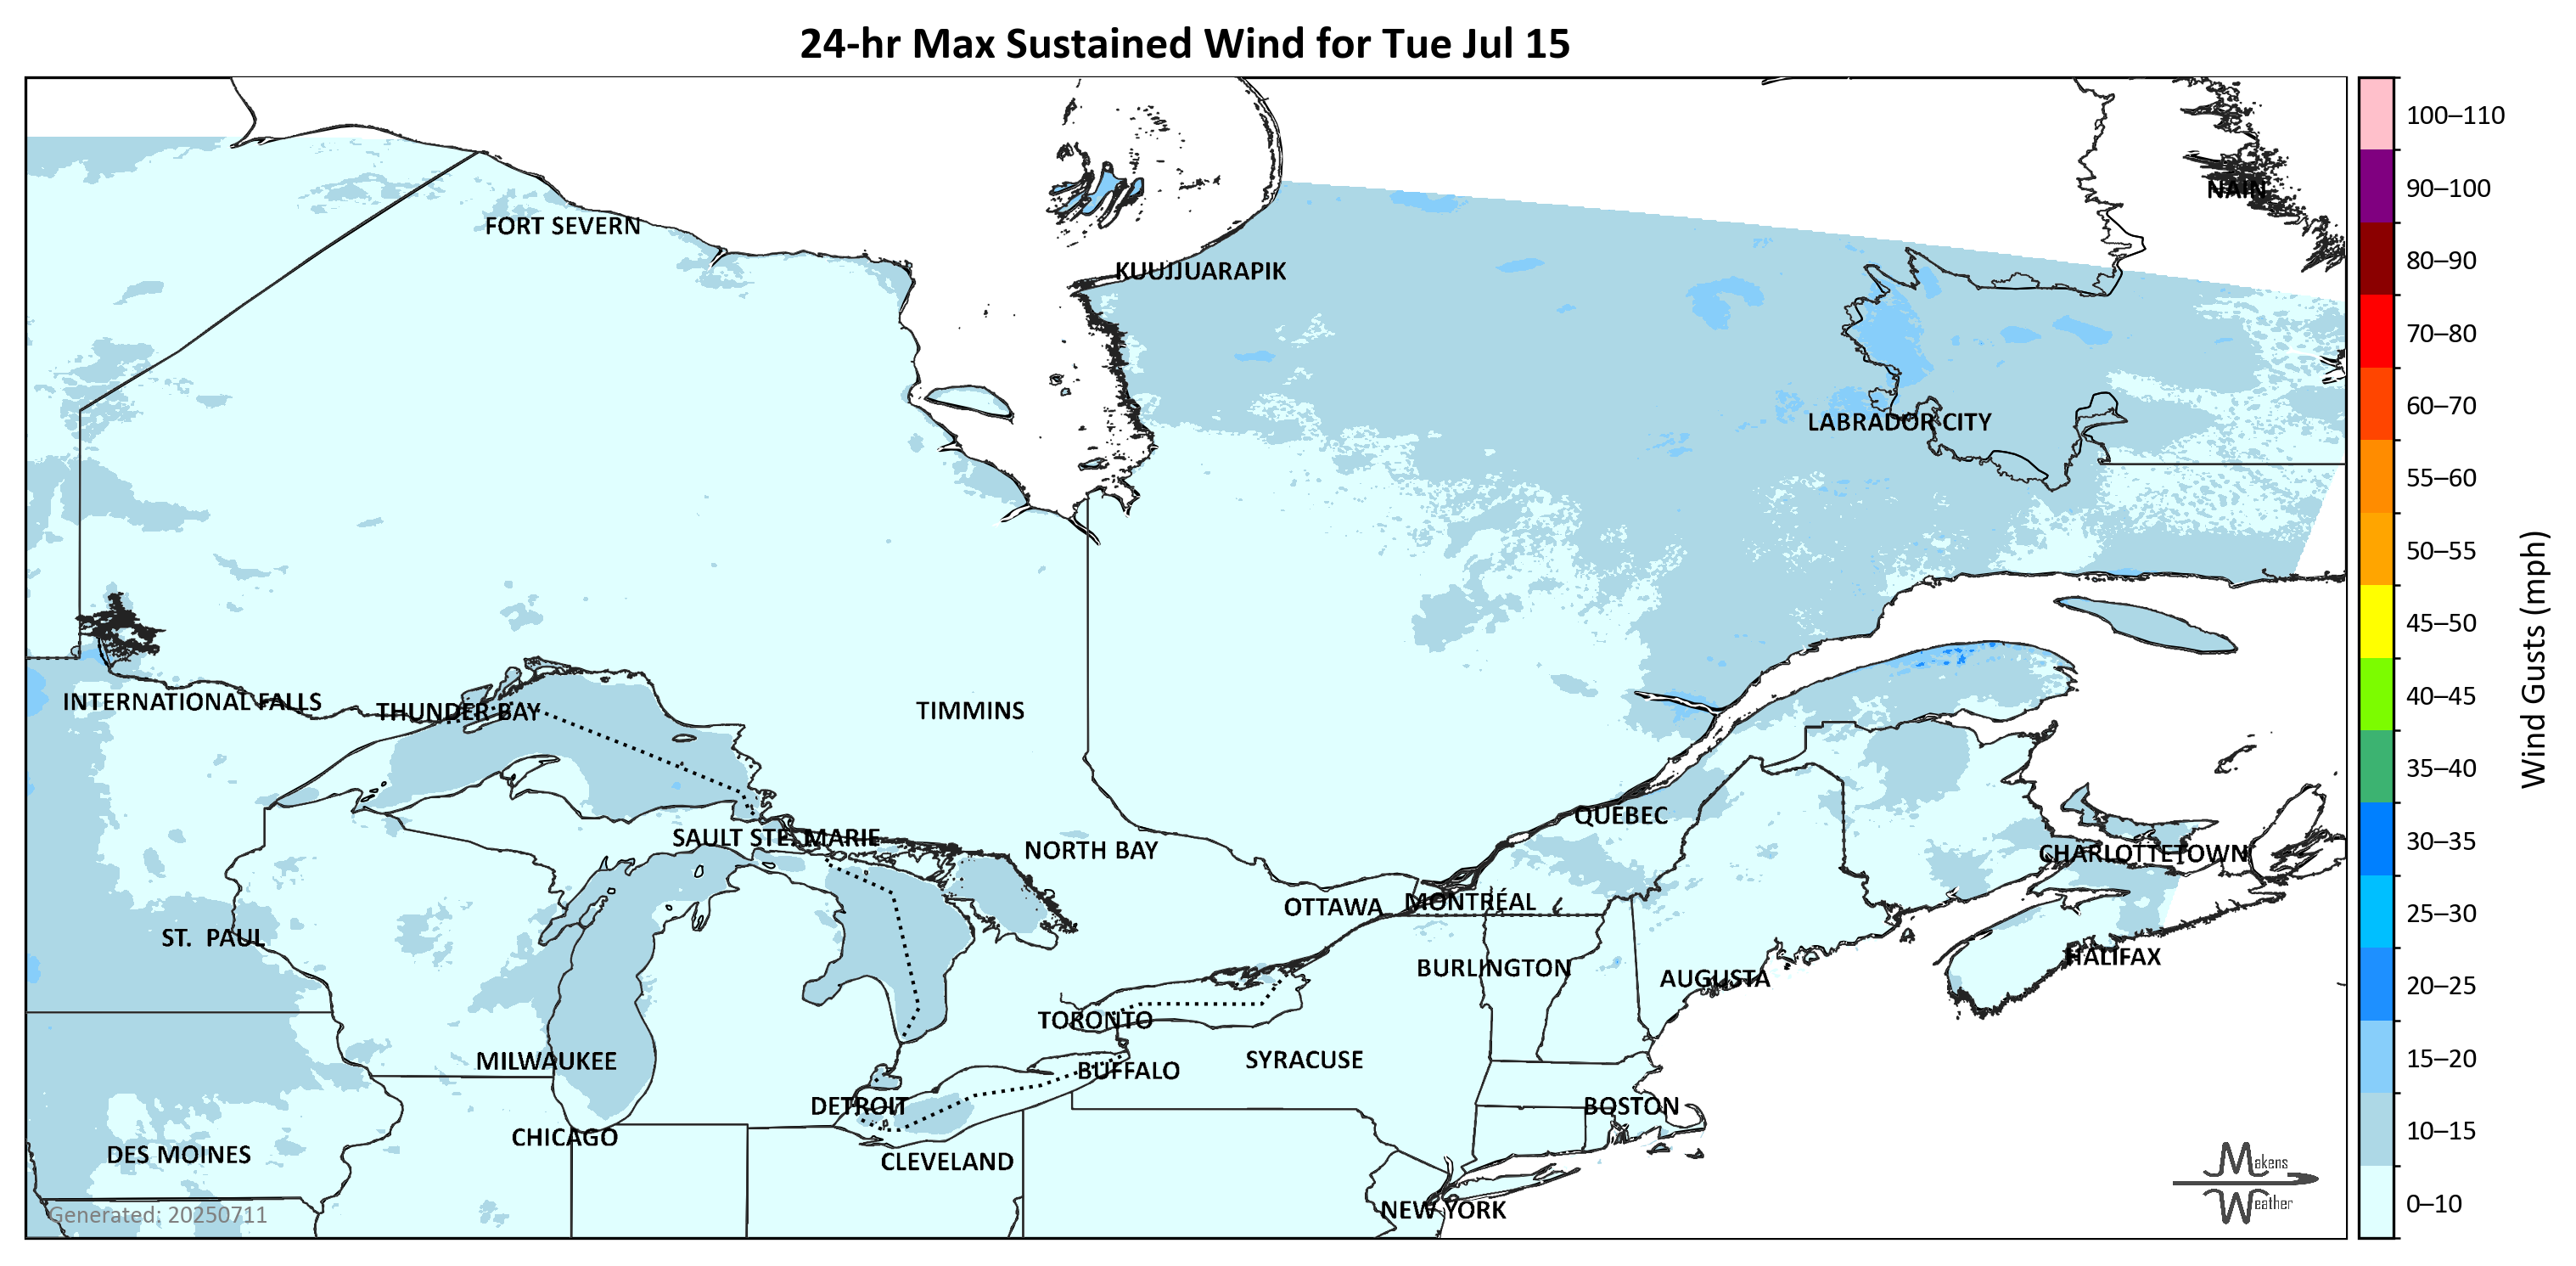 24-hr Max Sustained Wind for Tue Jul 15
100–110
90–100
80–90
70–80
60–70
55–60
50–55
45–50
40–45
35–40
30–35
25–30
20–25
15–20
10–15
0–10
Wind Gusts (mph)
NAIN
FORT SEVERN
KUUJJUARAPIK
LABRADOR CITY
INTERNATIONAL FALLS
THUNDER BAY
TIMMINS
QUÉBEC
SAULT STE. MARIE
NORTH BAY
CHARLOTTETOWN
OTTAWA
MONTRÉAL
ST. PAUL
HALIFAX
BURLINGTON
AUGUSTA
TORONTO
MILWAUKEE
SYRACUSE
BUFFALO
DETROIT
BOSTON
CHICAGO
DES MOINES
CLEVELAND
NEW YORK
Generated: 20250711
Makens
Weather